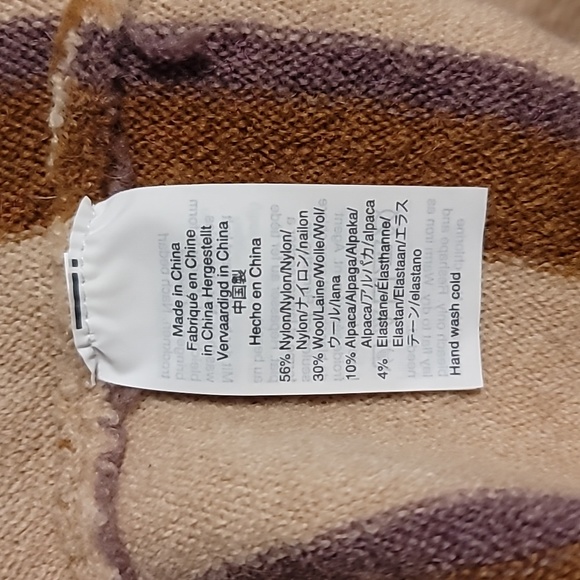 Made in China
Fabriqué en Chine
in China Hergestellt
Vervaardigd in China
中国製
Hecho en China
56% Nylon/Nylon/Nylon/
Nylon/ナイロン/nailon
30% Wool/Laine/Wolle/Wol/
ウール/lana
10% Alpaca/Alpaga/Alpaka/
Alpaca/アルパカ/alpaca
4% Elastane/Élasthanne/
Elastan/Elastaan/エラス
テーン/elastano
Hand wash cold